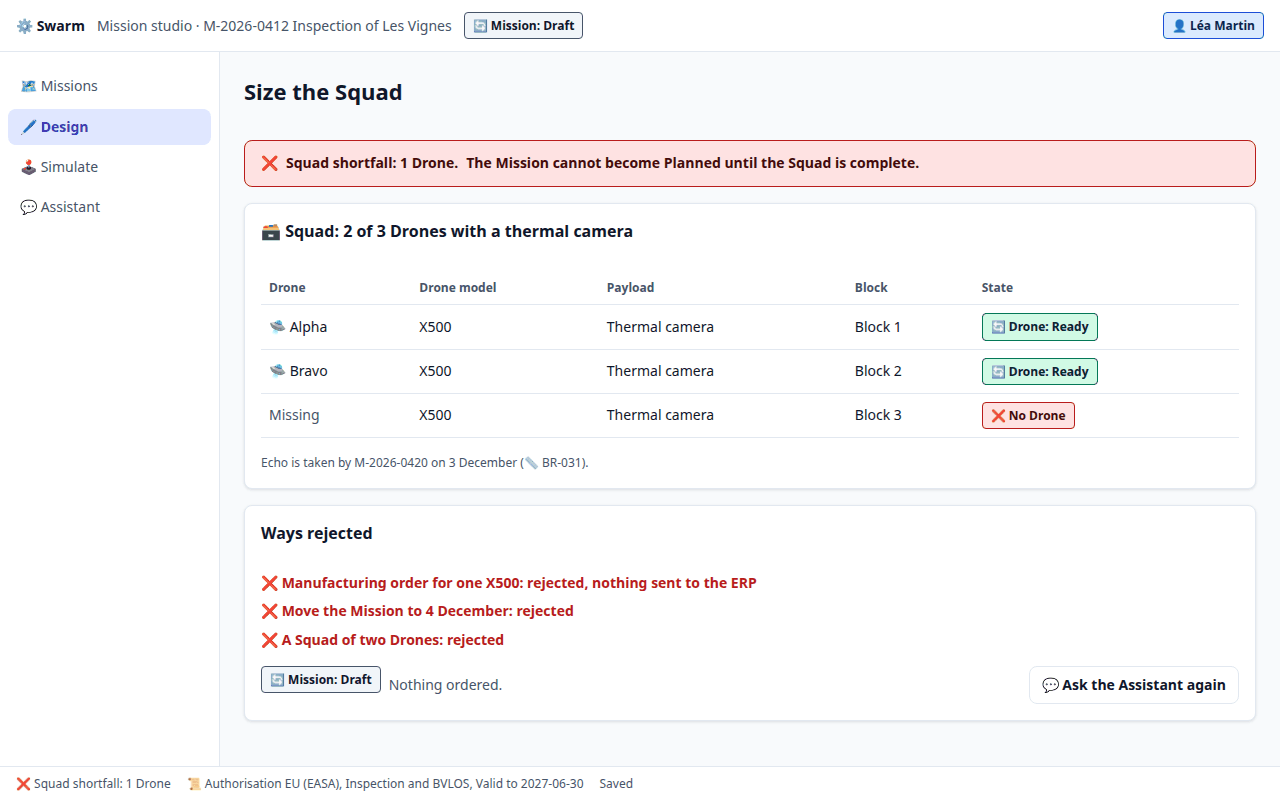 ⚙️ Swarm Mission studio · M-2026-0412 Inspection of Les Vignes 🔄 Mission: Draft 👤 Léa Martin
🗺️ Missions
🖊️ Design
🕹️ Simulate
💬 Assistant
Size the Squad
❌ Squad shortfall: 1 Drone. The Mission cannot become Planned until the Squad is complete.
🗃️ Squad: 2 of 3 Drones with a thermal camera
Drone Drone model Payload Block State
🛸 Alpha X500 Thermal camera Block 1 🔄 Drone: Ready
🛸 Bravo X500 Thermal camera Block 2 🔄 Drone: Ready
Missing X500 Thermal camera Block 3 ❌ No Drone
Echo is taken by M-2026-0420 on 3 December (📏 BR-031).
Ways rejected
❌ Manufacturing order for one X500: rejected, nothing sent to the ERP
❌ Move the Mission to 4 December: rejected
❌ A Squad of two Drones: rejected
🔄 Mission: Draft Nothing ordered. 💬 Ask the Assistant again
❌ Squad shortfall: 1 Drone 📜 Authorisation EU (EASA), Inspection and BVLOS, Valid to 2027-06-30 Saved